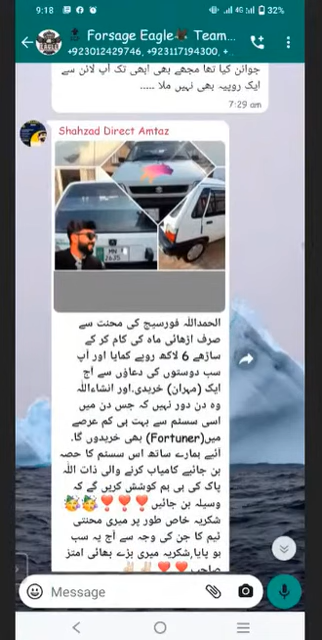 9:18
4G 32%
Forsage Eagle Team...
+923012429746, +923117194300, +..
جوائن کیا تھا مجھے بھی ابھی تک آپ لائن سے
ایک روپیہ بھی نہیں ملا .....
7:29 am
Shahzad Direct Amtaz
الحمداللہ فورسیج کی محنت سے
صرف اڑھائی ماہ کی کام کر کے
ساڑھے 6 لاکھ روپے کمایا اور آپ
سب دوستوں کی دعاؤں سے آج
ایک (مہران) خریدی.اور انشاءاللہ
وہ دن دور نہیں کہ جس دن میں
اسی سسٹم سے بہت ہی کم عرصے
میں(Fortuner) بھی خریدوں گا.
آئیے ہمارے ساتھ اس سسٹم کا حصہ
بن جائیے کامیاب کرنے والی ذات اللہ
پاک کی ہی ہم کوشش کریں گے کہ
وسیلہ بن جائیں
شکریہ خاص طور پر میری محنتی
ٹیم کا جن کی وجہ سے آج یہ سب
ہو پایا,شکریہ میری بڑے بھائی امتز
صاحب
Message